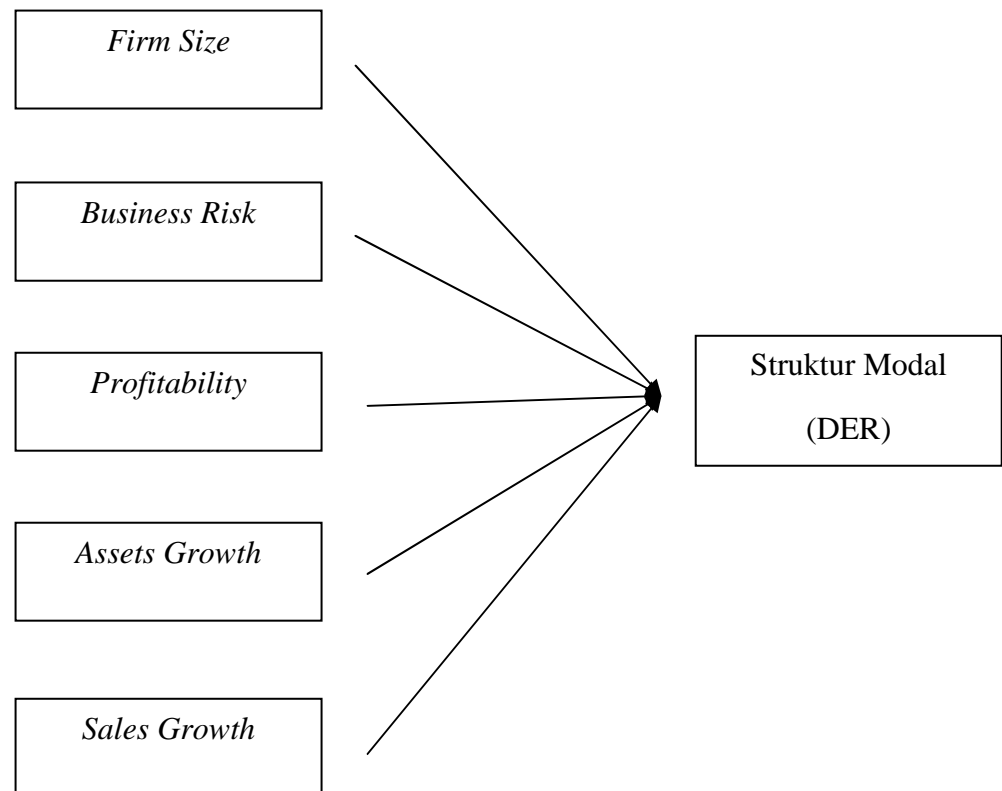 Firm Size
Business Risk
Profitability
Struktur Modal
(DER)
Assets Growth
Sales Growth